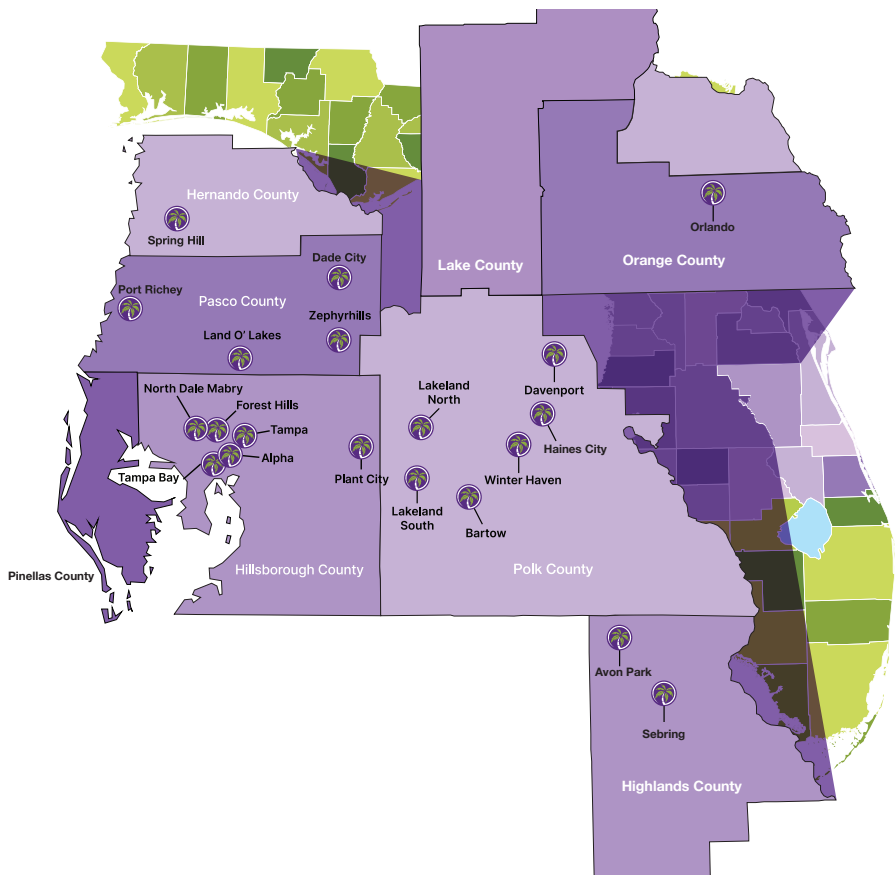 Hernando County
Spring Hill
Orlando
Lake County
Orange County
Dade City
Port Richey
Pasco County
Zephyrhills
Land O’ Lakes
North Dale Mabry
Forest Hills
Tampa
Alpha
Tampa Bay
Plant City
Lakeland
North
Davenport
Haines City
Winter Haven
Lakeland
South
Bartow
Pinellas County
Hillsborough County
Polk County
Avon Park
Sebring
Highlands County